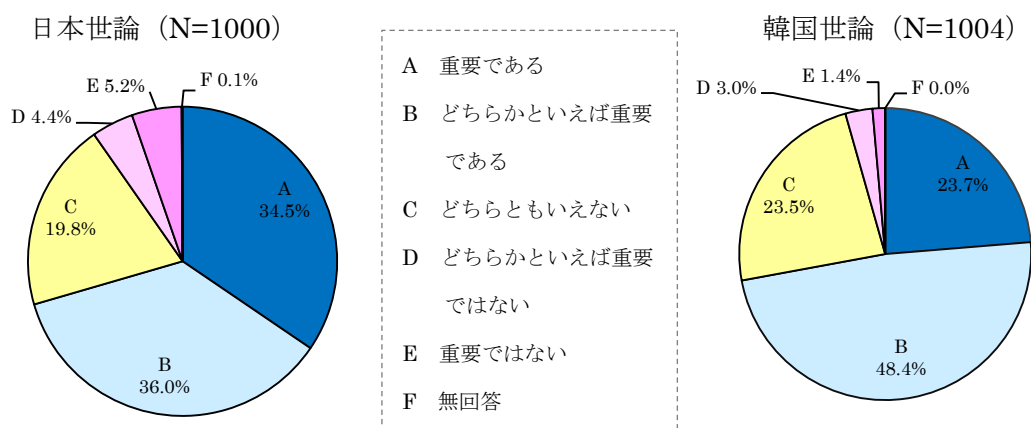 日本世論（N=1000）
F 0.1%
E 5.2%
D 4.4%
A
34.5%
C
19.8%
B
36.0%
A 重要である
B どちらかといえば重要
である
C どちらともいえない
D どちらかといえば重要
ではない
E 重要ではない
F 無回答
韓国世論（N=1004）
E 1.4%
D 3.0%
F 0.0%
A
23.7%
C
23.5%
B
48.4%